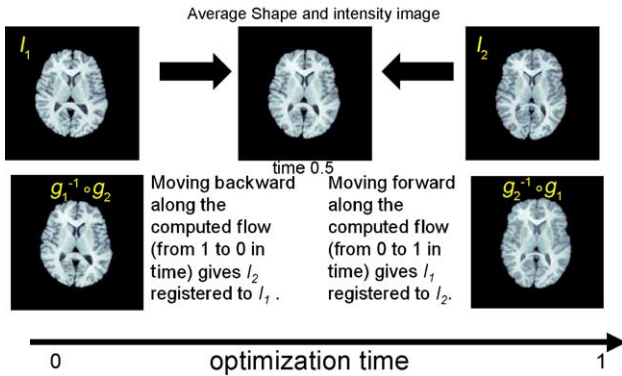 Average Shape and intensity image
I₁
I₂
time 0.5
g₁⁻¹ ∘ g₂
Moving backward
along the
computed flow
(from 1 to 0 in
time) gives I₂
registered to I₁ .
Moving forward
along the
computed flow
(from 0 to 1 in
time) gives I₁
registered to I₂.
g₂⁻¹ ∘ g₁
0
optimization time
1